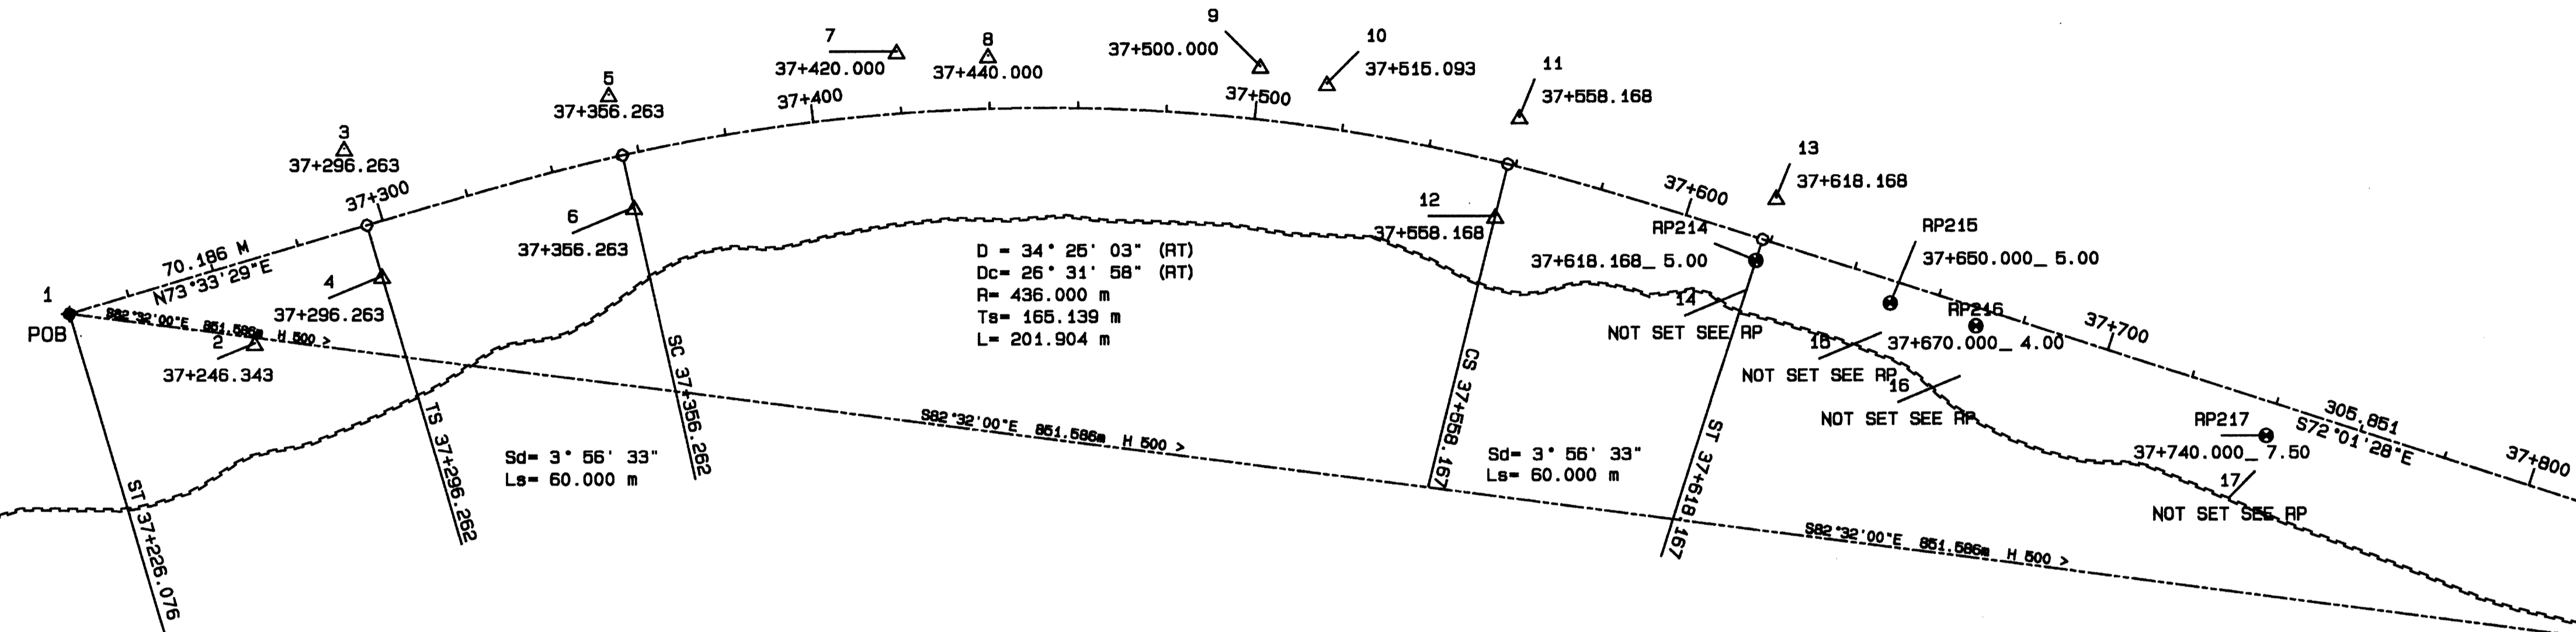 1
POB
70.186 M
N73°33'29"E
S82°32'00"E 851.586m H 500 >
2
37+246.343
3
37+296.263
37+300
4
37+296.263
5
37+356.263
6
37+356.263
7
37+420.000
37+400
8
37+440.000
9
37+500.000
37+500
10
37+515.093
11
37+558.168
12
37+558.168
13
37+618.168
37+600
RP214
37+618.168_ 5.00
RP215
37+650.000_ 5.00
RP216
37+670.000_ 4.00
14
NOT SET SEE RP
15
NOT SET SEE RP
16
NOT SET SEE RP
37+700
RP217
37+740.000_ 7.50
17
NOT SET SEE RP
305.851
S72°01'28"E
37+800
D = 34° 25' 03" (RT)
Dc= 26° 31' 58" (RT)
R= 436.000 m
Ts= 165.139 m
L= 201.904 m
Sd= 3° 56' 33"
Ls= 60.000 m
Sd= 3° 56' 33"
Ls= 60.000 m
ST 37+226.076
TS 37+296.262
SC 37+356.262
CS 37+558.167
ST 37+618.167
S82°32'00"E 851.586m H 500 >
S82°32'00"E 851.586m H 500 >